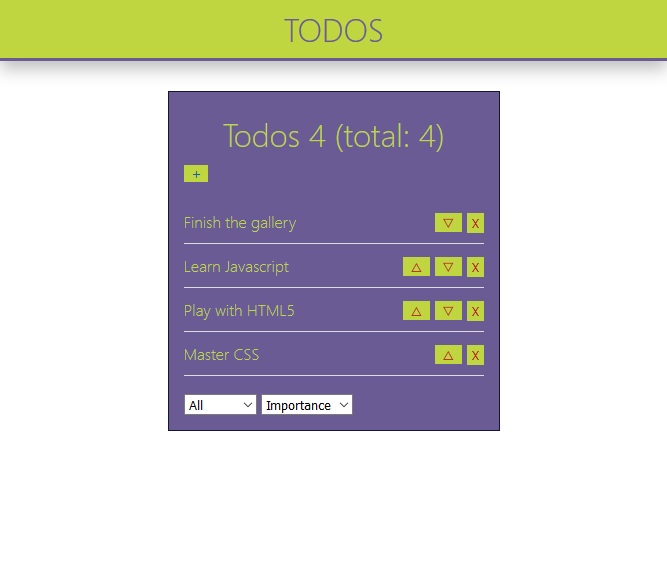 TODOS
Todos 4 (total: 4)
+
Finish the gallery ▽ X
Learn Javascript △ ▽ X
Play with HTML5 △ ▽ X
Master CSS △ X
All Importance